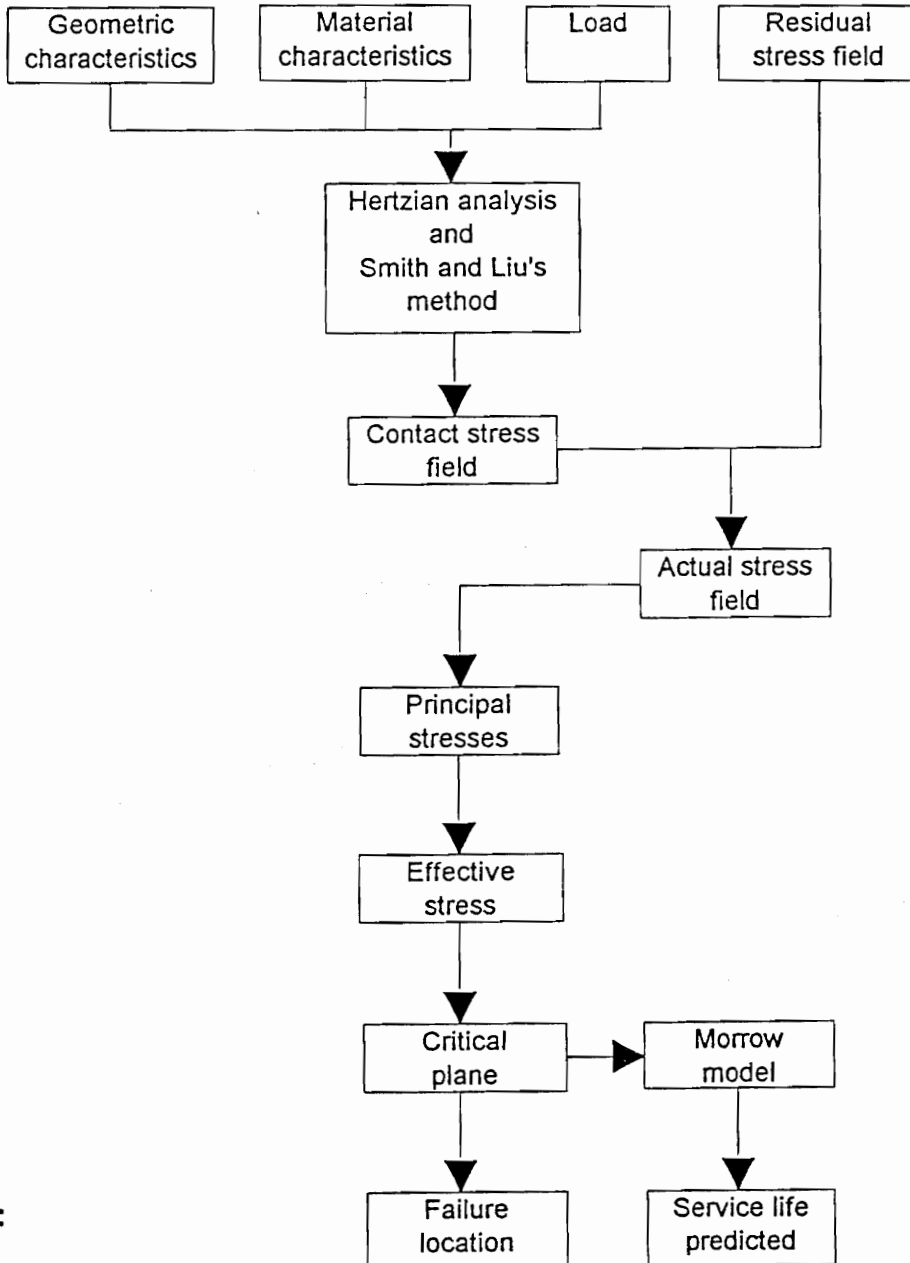 Geometric
characteristics
Material
characteristics
Load
Residual
stress field
Hertzian analysis
and
Smith and Liu's
method
Contact stress
field
Actual stress
field
Principal
stresses
Effective
stress
Critical
plane
Morrow
model
Failure
location
Service life
predicted
: